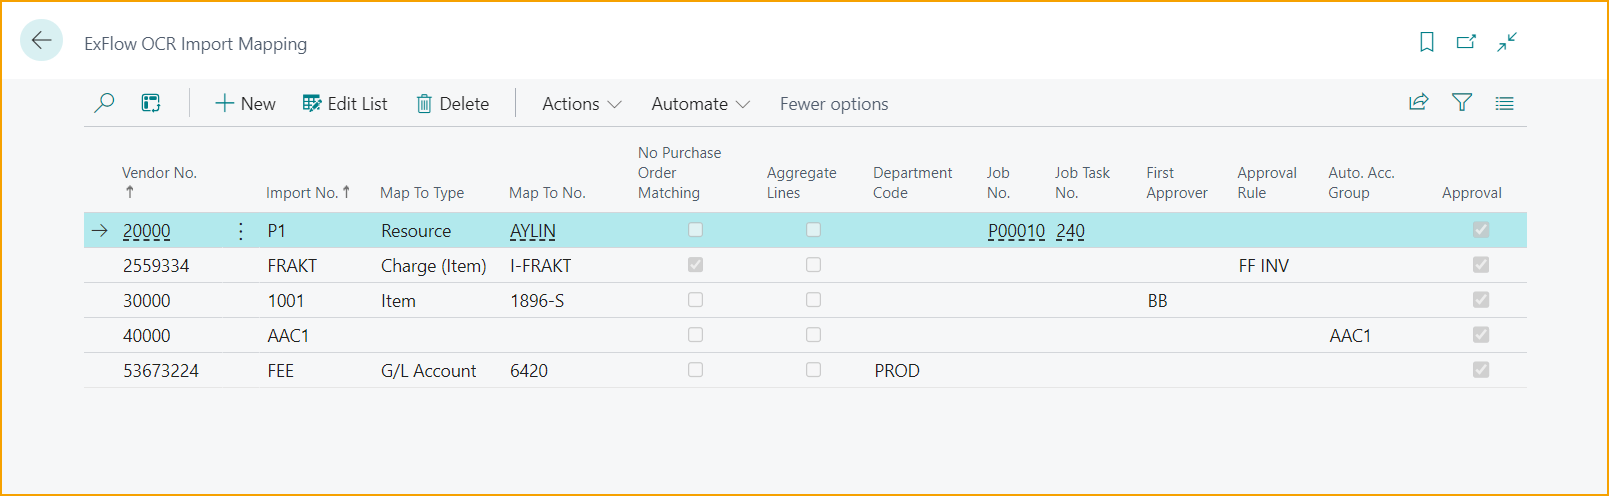 ExFlow OCR Import Mapping
New Edit List Delete Actions Automate Fewer options
Vendor No. ↑ Import No. ↑ Map To Type Map To No. No Purchase Order Matching Aggregate Lines Department Code Job No. Job Task No. First Approver Approval Rule Auto. Acc. Group Approval
20000 P1 Resource AYLIN P00010 240
2559334 FRAKT Charge (Item) I-FRAKT FF INV
30000 1001 Item 1896-S BB
40000 AAC1 AAC1
53673224 FEE G/L Account 6420 PROD